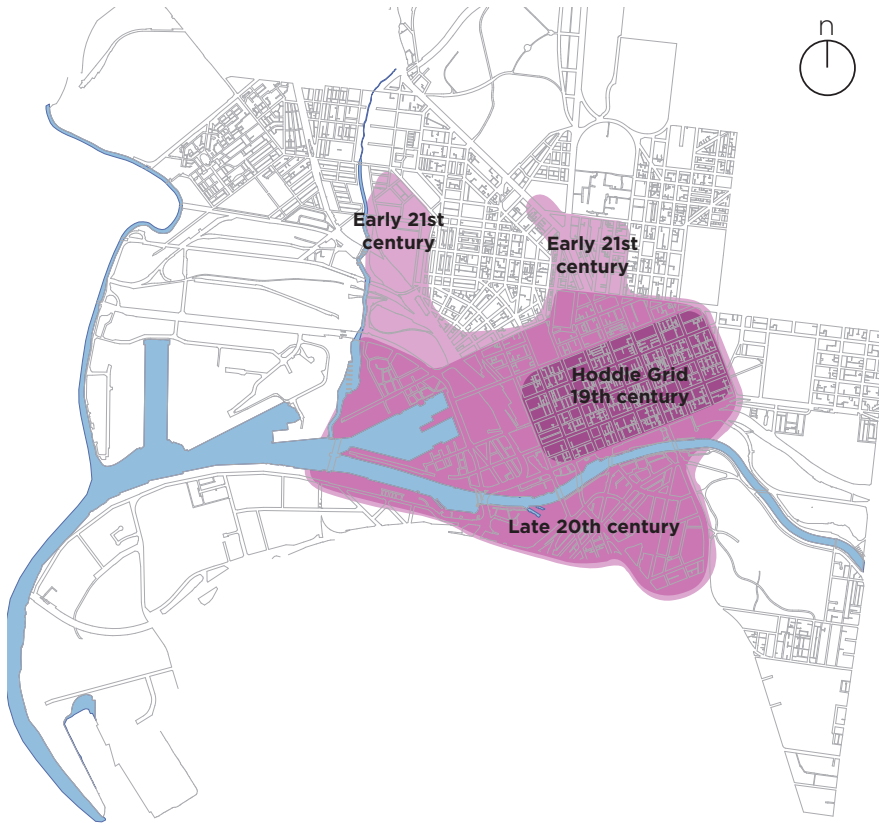 n
Early 21st
century
Early 21st
century
Hoddle Grid
19th century
Late 20th century